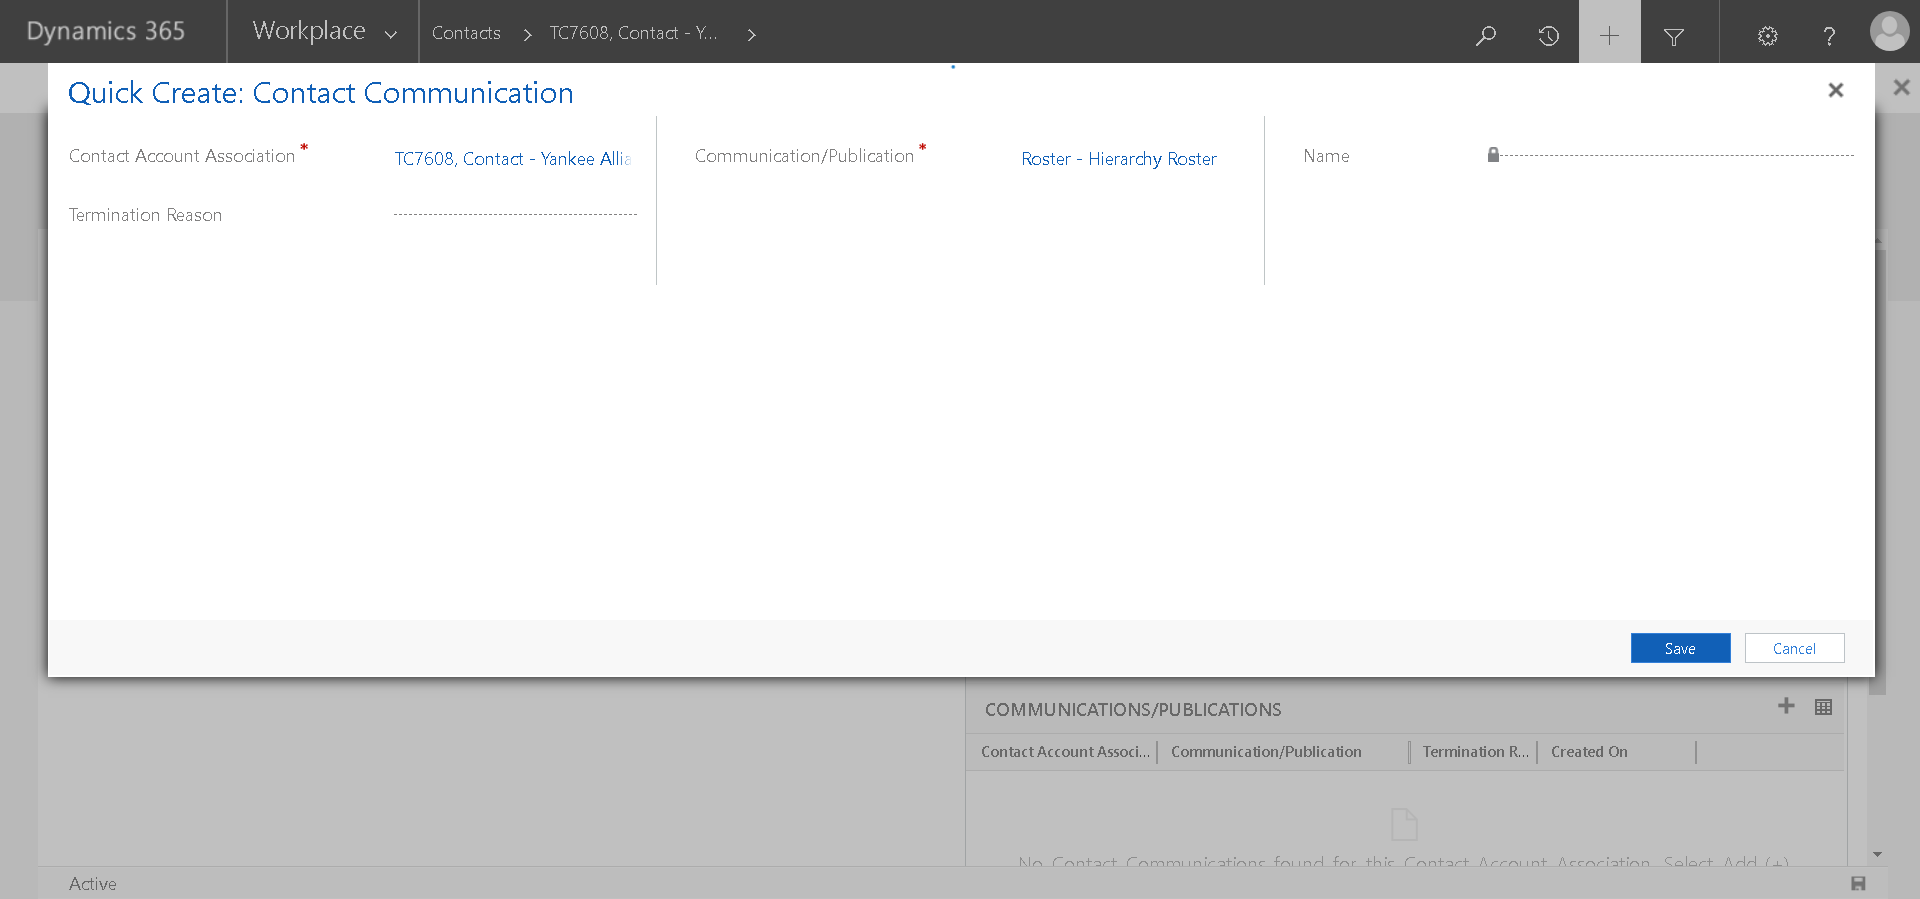 Dynamics 365
Workplace
Contacts
TC7608, Contact - Y...
Quick Create: Contact Communication
Contact Account Association *
TC7608, Contact - Yankee Allia
Communication/Publication *
Roster - Hierarchy Roster
Name
Termination Reason
Save
Cancel
COMMUNICATIONS/PUBLICATIONS
Contact Account Associ...
Communication/Publication
Termination R...
Created On
No Contact Communications found for this Contact Account Association. Select Add (+)
Active